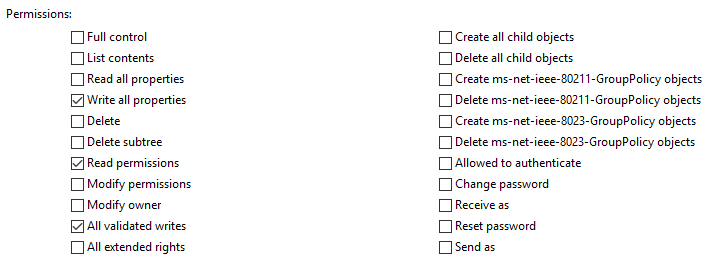 Permissions:
Full control
List contents
Read all properties
Write all properties
Delete
Delete subtree
Read permissions
Modify permissions
Modify owner
All validated writes
All extended rights
Create all child objects
Delete all child objects
Create ms-net-ieee-80211-GroupPolicy objects
Delete ms-net-ieee-80211-GroupPolicy objects
Create ms-net-ieee-8023-GroupPolicy objects
Delete ms-net-ieee-8023-GroupPolicy objects
Allowed to authenticate
Change password
Receive as
Reset password
Send as